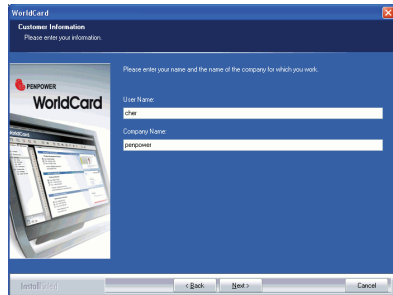 WorldCard
Customer Information
Please enter your information.
Please enter your name and the name of the company for which you work.
PENPOWER
WorldCard
User Name:
cher
Company Name:
penpower
InstallShield
< Back
Next >
Cancel